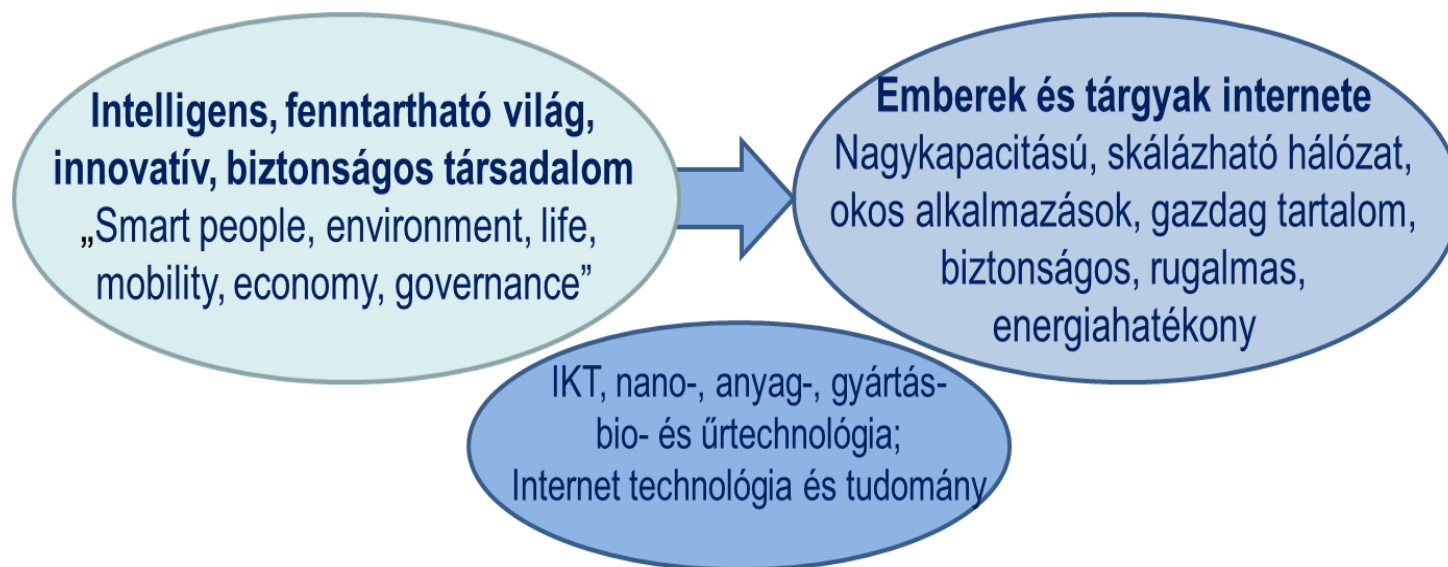 Intelligens, fenntartható világ,
innovatív, biztonságos társadalom
„Smart people, environment, life,
mobility, economy, governance”
Emberek és tárgyak internete
Nagykapacitású, skálázható hálózat,
okos alkalmazások, gazdag tartalom,
biztonságos, rugalmas,
energiahatékony
IKT, nano-, anyag-, gyártás-
bio- és űrtechnológia;
Internet technológia és tudomány